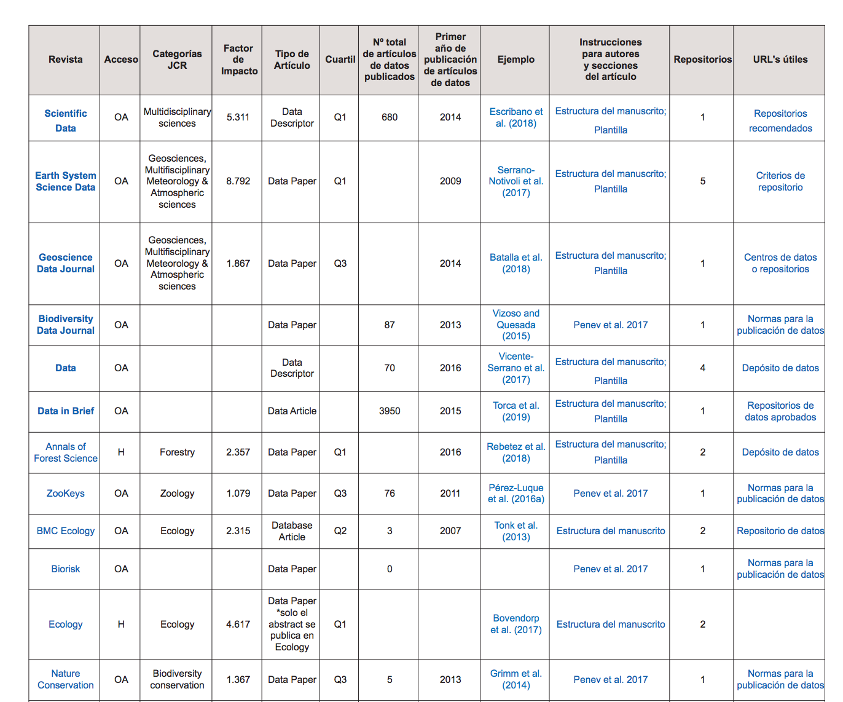 Revista Acceso Categorías JCR Factor de Impacto Tipo de Artículo Cuartil Nº total de artículos de datos publicados Primer año de publicación de artículos de datos Ejemplo Instrucciones para autores y secciones del artículo Repositorios URL's útiles
Scientific Data OA Multidisciplinary sciences 5.311 Data Descriptor Q1 680 2014 Escribano et al. (2018) Estructura del manuscrito; Plantilla 1 Repositorios recomendados
Earth System Science Data OA Geosciences, Multifisciplinary Meteorology & Atmospheric sciences 8.792 Data Paper Q1 2009 Serrano-Notivoli et al. (2017) Estructura del manuscrito; Plantilla 5 Criterios de repositorio
Geoscience Data Journal OA Geosciences, Multifisciplinary Meteorology & Atmospheric sciences 1.867 Data Paper Q3 2014 Batalla et al. (2018) Estructura del manuscrito; Plantilla 1 Centros de datos o repositorios
Biodiversity Data Journal OA Data Paper 87 2013 Vizoso and Quesada (2015) Penev et al. 2017 1 Normas para la publicación de datos
Data OA Data Descriptor 70 2016 Vicente-Serrano et al. (2017) Estructura del manuscrito; Plantilla 4 Depósito de datos
Data in Brief OA Data Article 3950 2015 Torca et al. (2019) Estructura del manuscrito; Plantilla 1 Repositorios de datos aprobados
Annals of Forest Science H Forestry 2.357 Data Paper Q1 2016 Rebetez et al. (2018) Estructura del manuscrito; Plantilla 2 Depósito de datos
ZooKeys OA Zoology 1.079 Data Paper Q3 76 2011 Pérez-Luque et al. (2016a) Penev et al. 2017 1 Normas para la publicación de datos
BMC Ecology OA Ecology 2.315 Database Article Q2 3 2007 Tonk et al. (2013) Estructura del manuscrito 2 Repositorio de datos
Biorisk OA Data Paper 0 Penev et al. 2017 1 Normas para la publicación de datos
Ecology H Ecology 4.617 Data Paper *solo el abstract se publica en Ecology Q1 Bovendorp et al. (2017) Estructura del manuscrito 2
Nature Conservation OA Biodiversity conservation 1.367 Data Paper Q3 5 2013 Grimm et al. (2014) Penev et al. 2017 1 Normas para la publicación de datos